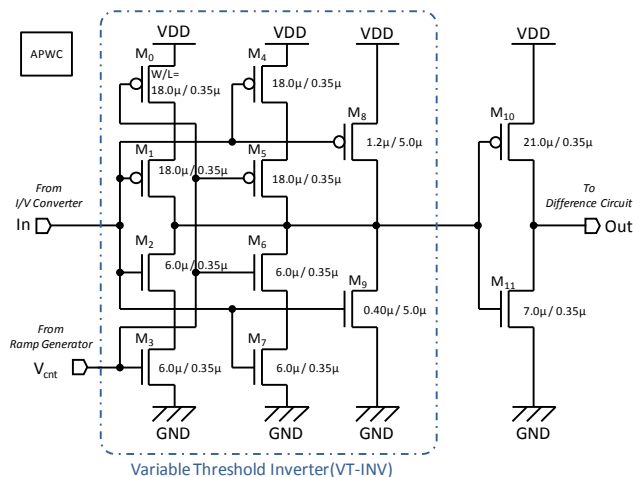 APWC
VDD
VDD
VDD
M0
W/L=
18.0μ/ 0.35μ
M4
18.0μ/ 0.35μ
M8
1.2μ/ 5.0μ
M10
21.0μ/ 0.35μ
M1
18.0μ/ 0.35μ
M5
18.0μ/ 0.35μ
From
I/V Converter
In
To
Difference Circuit
Out
M2
6.0μ/ 0.35μ
M6
6.0μ/ 0.35μ
M9
0.40μ/ 5.0μ
M11
7.0μ/ 0.35μ
From
Ramp Generator
Vcnt
M3
6.0μ/ 0.35μ
M7
6.0μ/ 0.35μ
GND
GND
GND
GND
Variable Threshold Inverter(VT-INV)